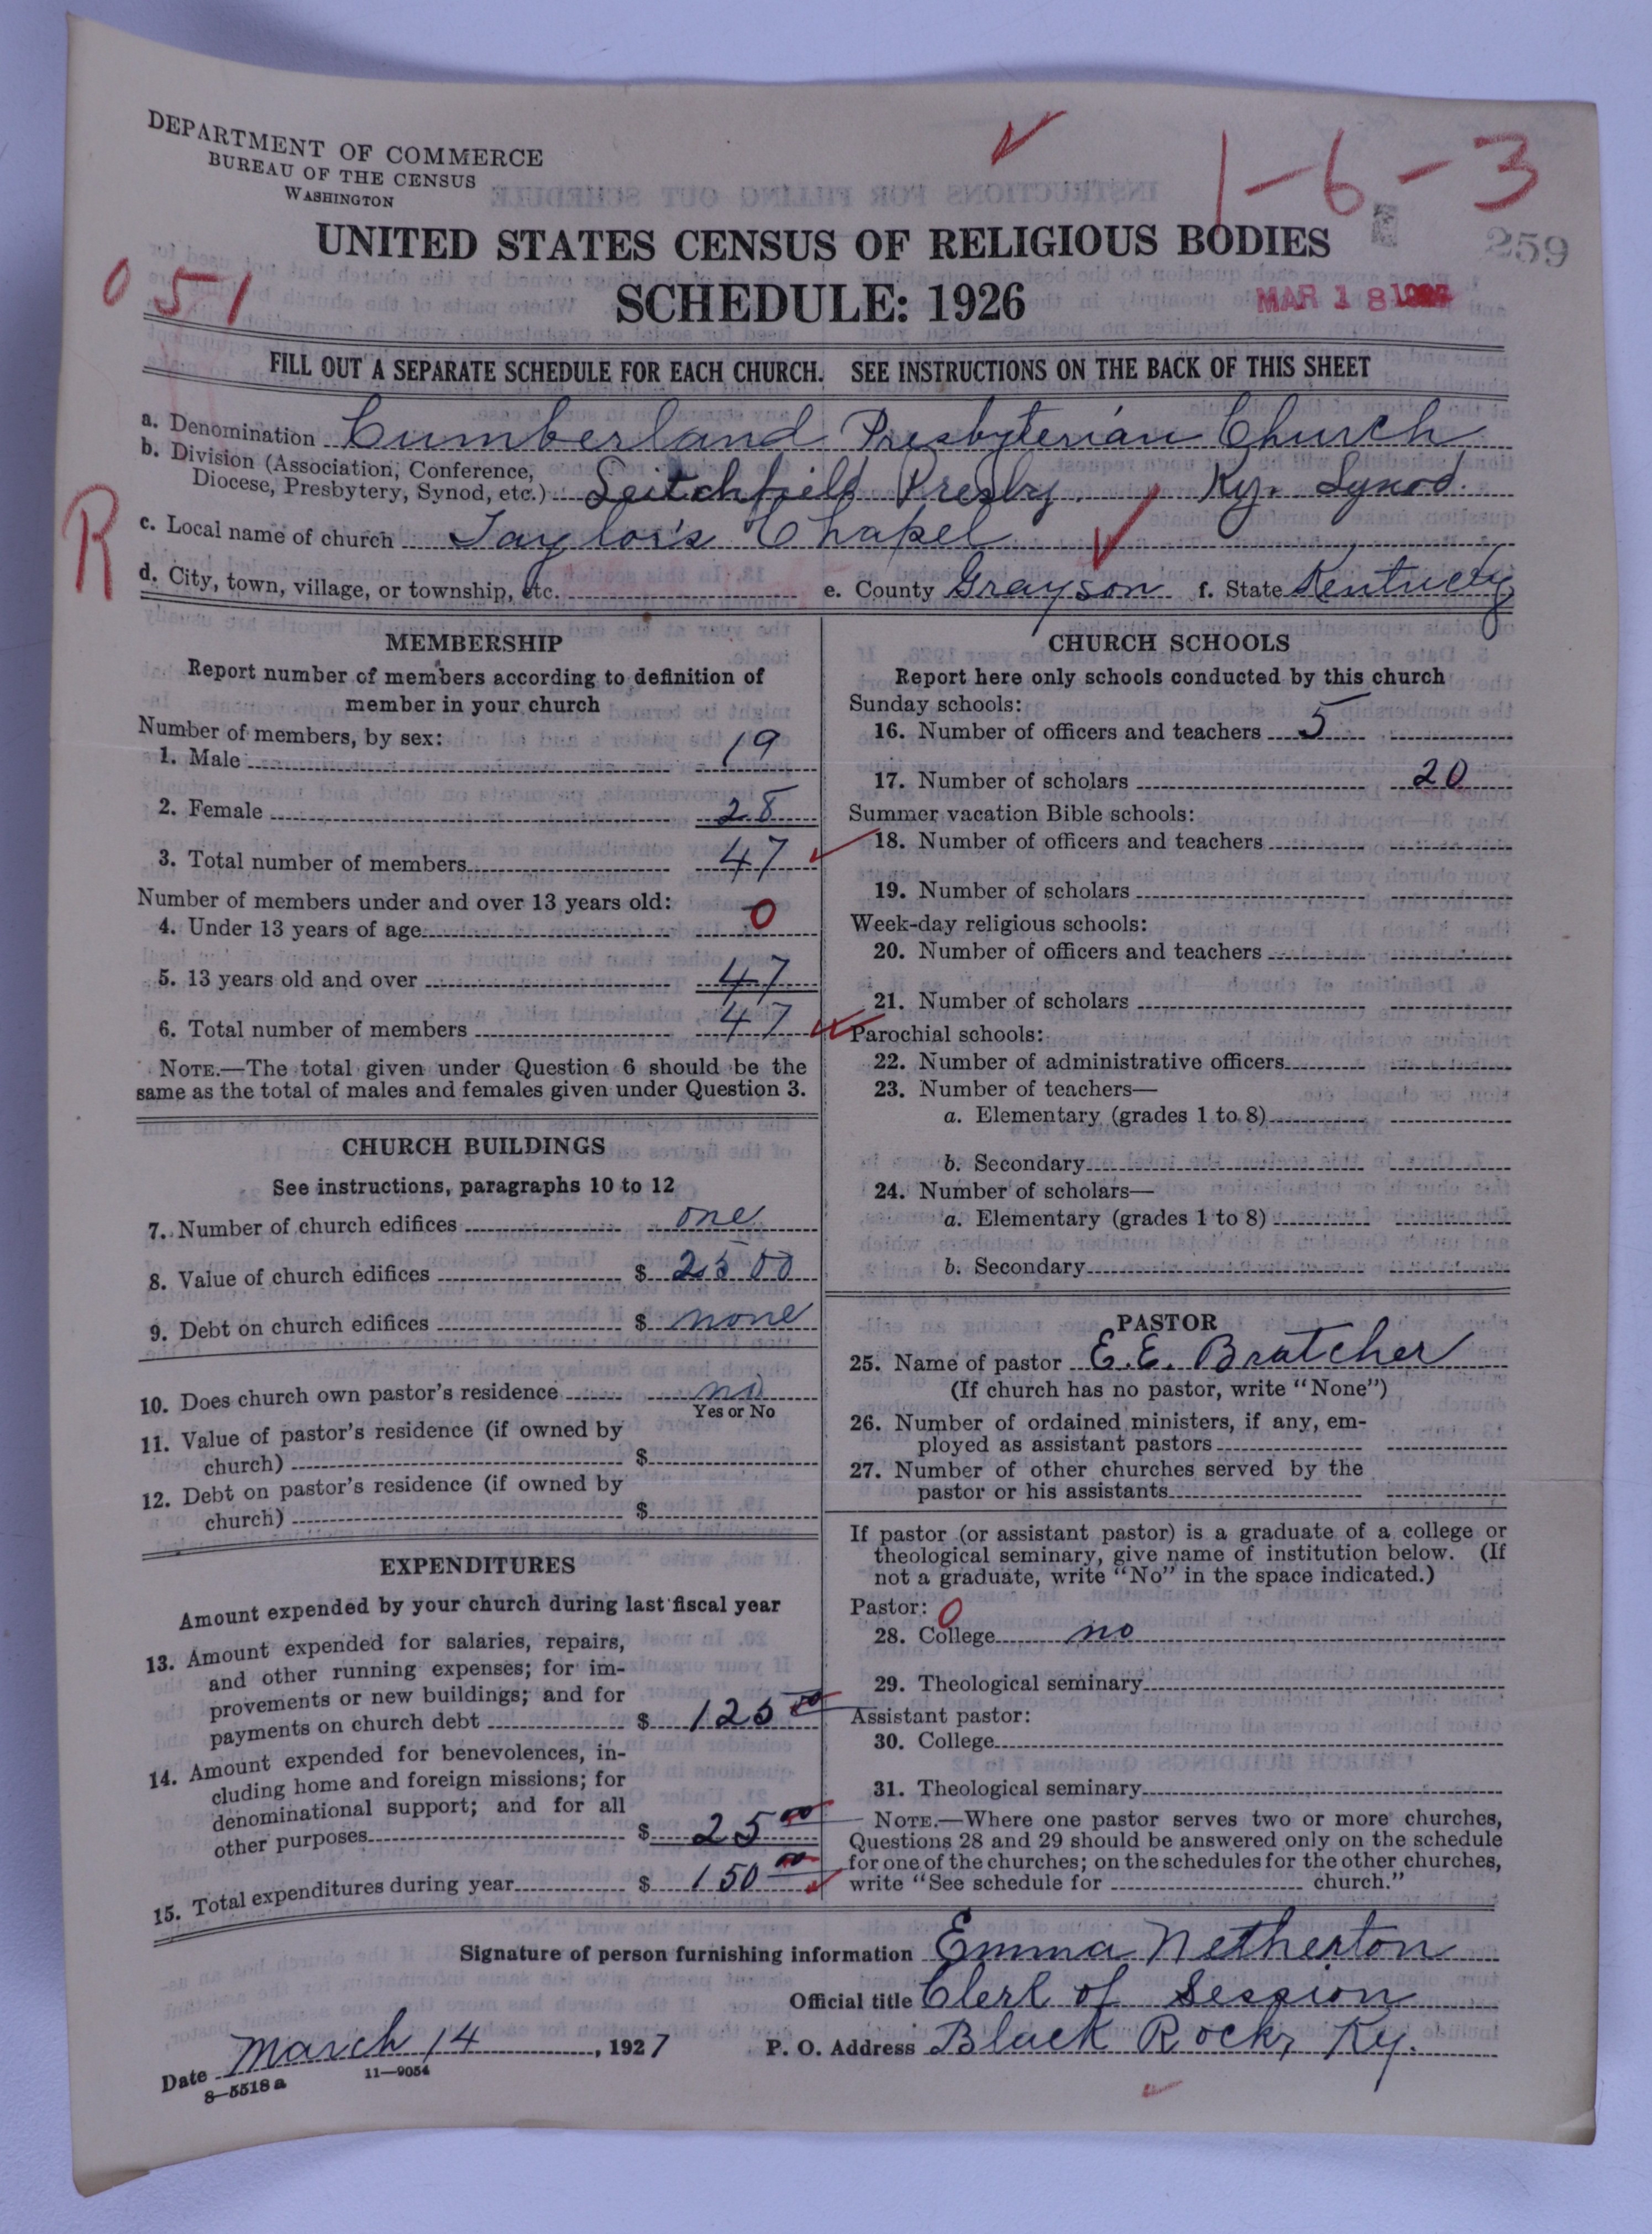 DEPARTMENT OF COMMERCE
BUREAU OF THE CENSUS
WASHINGTON
1-6-3
259
UNITED STATES CENSUS OF RELIGIOUS BODIES
SCHEDULE: 1926
051
MAR 18
FILL OUT A SEPARATE SCHEDULE FOR EACH CHURCH. SEE INSTRUCTIONS ON THE BACK OF THIS SHEET
a. Denomination Cumberland Presbyterian Church
b. Division (Association, Conference,
Diocese, Presbytery, Synod, etc.) Leitchfield Presby Ky. Synod.
R
c. Local name of church Taylor's Chapel
d. City, town, village, or township, etc. e. County Grayson f. State Kentucky
MEMBERSHIP
Report number of members according to definition of
member in your church
Number of members, by sex:
1. Male 19
2. Female 28
3. Total number of members 47
Number of members under and over 13 years old:
4. Under 13 years of age 0
5. 13 years old and over 47
6. Total number of members 47
NOTE.—The total given under Question 6 should be the
same as the total of males and females given under Question 3.
CHURCH BUILDINGS
See instructions, paragraphs 10 to 12
7. Number of church edifices one
8. Value of church edifices $ 2500
9. Debt on church edifices $ none
10. Does church own pastor's residence no
Yes or No
11. Value of pastor's residence (if owned by
church) $
12. Debt on pastor's residence (if owned by
church) $
EXPENDITURES
Amount expended by your church during last fiscal year
13. Amount expended for salaries, repairs,
and other running expenses; for im-
provements or new buildings; and for
payments on church debt $ 125 00
14. Amount expended for benevolences, in-
cluding home and foreign missions; for
denominational support; and for all
other purposes $ 25 00
15. Total expenditures during year $ 150 00
CHURCH SCHOOLS
Report here only schools conducted by this church
Sunday schools:
16. Number of officers and teachers 5
17. Number of scholars 20
Summer vacation Bible schools:
18. Number of officers and teachers
19. Number of scholars
Week-day religious schools:
20. Number of officers and teachers
21. Number of scholars
Parochial schools:
22. Number of administrative officers
23. Number of teachers—
a. Elementary (grades 1 to 8)
b. Secondary
24. Number of scholars—
a. Elementary (grades 1 to 8)
b. Secondary
PASTOR
25. Name of pastor E.E. Bratcher
(If church has no pastor, write "None")
26. Number of ordained ministers, if any, em-
ployed as assistant pastors
27. Number of other churches served by the
pastor or his assistants
If pastor (or assistant pastor) is a graduate of a college or
theological seminary, give name of institution below. (If
not a graduate, write "No" in the space indicated.)
Pastor: 0
28. College no
29. Theological seminary
Assistant pastor:
30. College
31. Theological seminary
NOTE.—Where one pastor serves two or more churches,
Questions 28 and 29 should be answered only on the schedule
for one of the churches; on the schedules for the other churches,
write "See schedule for church."
Signature of person furnishing information Emma Netherton
Official title Clerk of Session
Date March 14, 1927 P. O. Address Black Rock, Ky.
8—5518a 11—9054